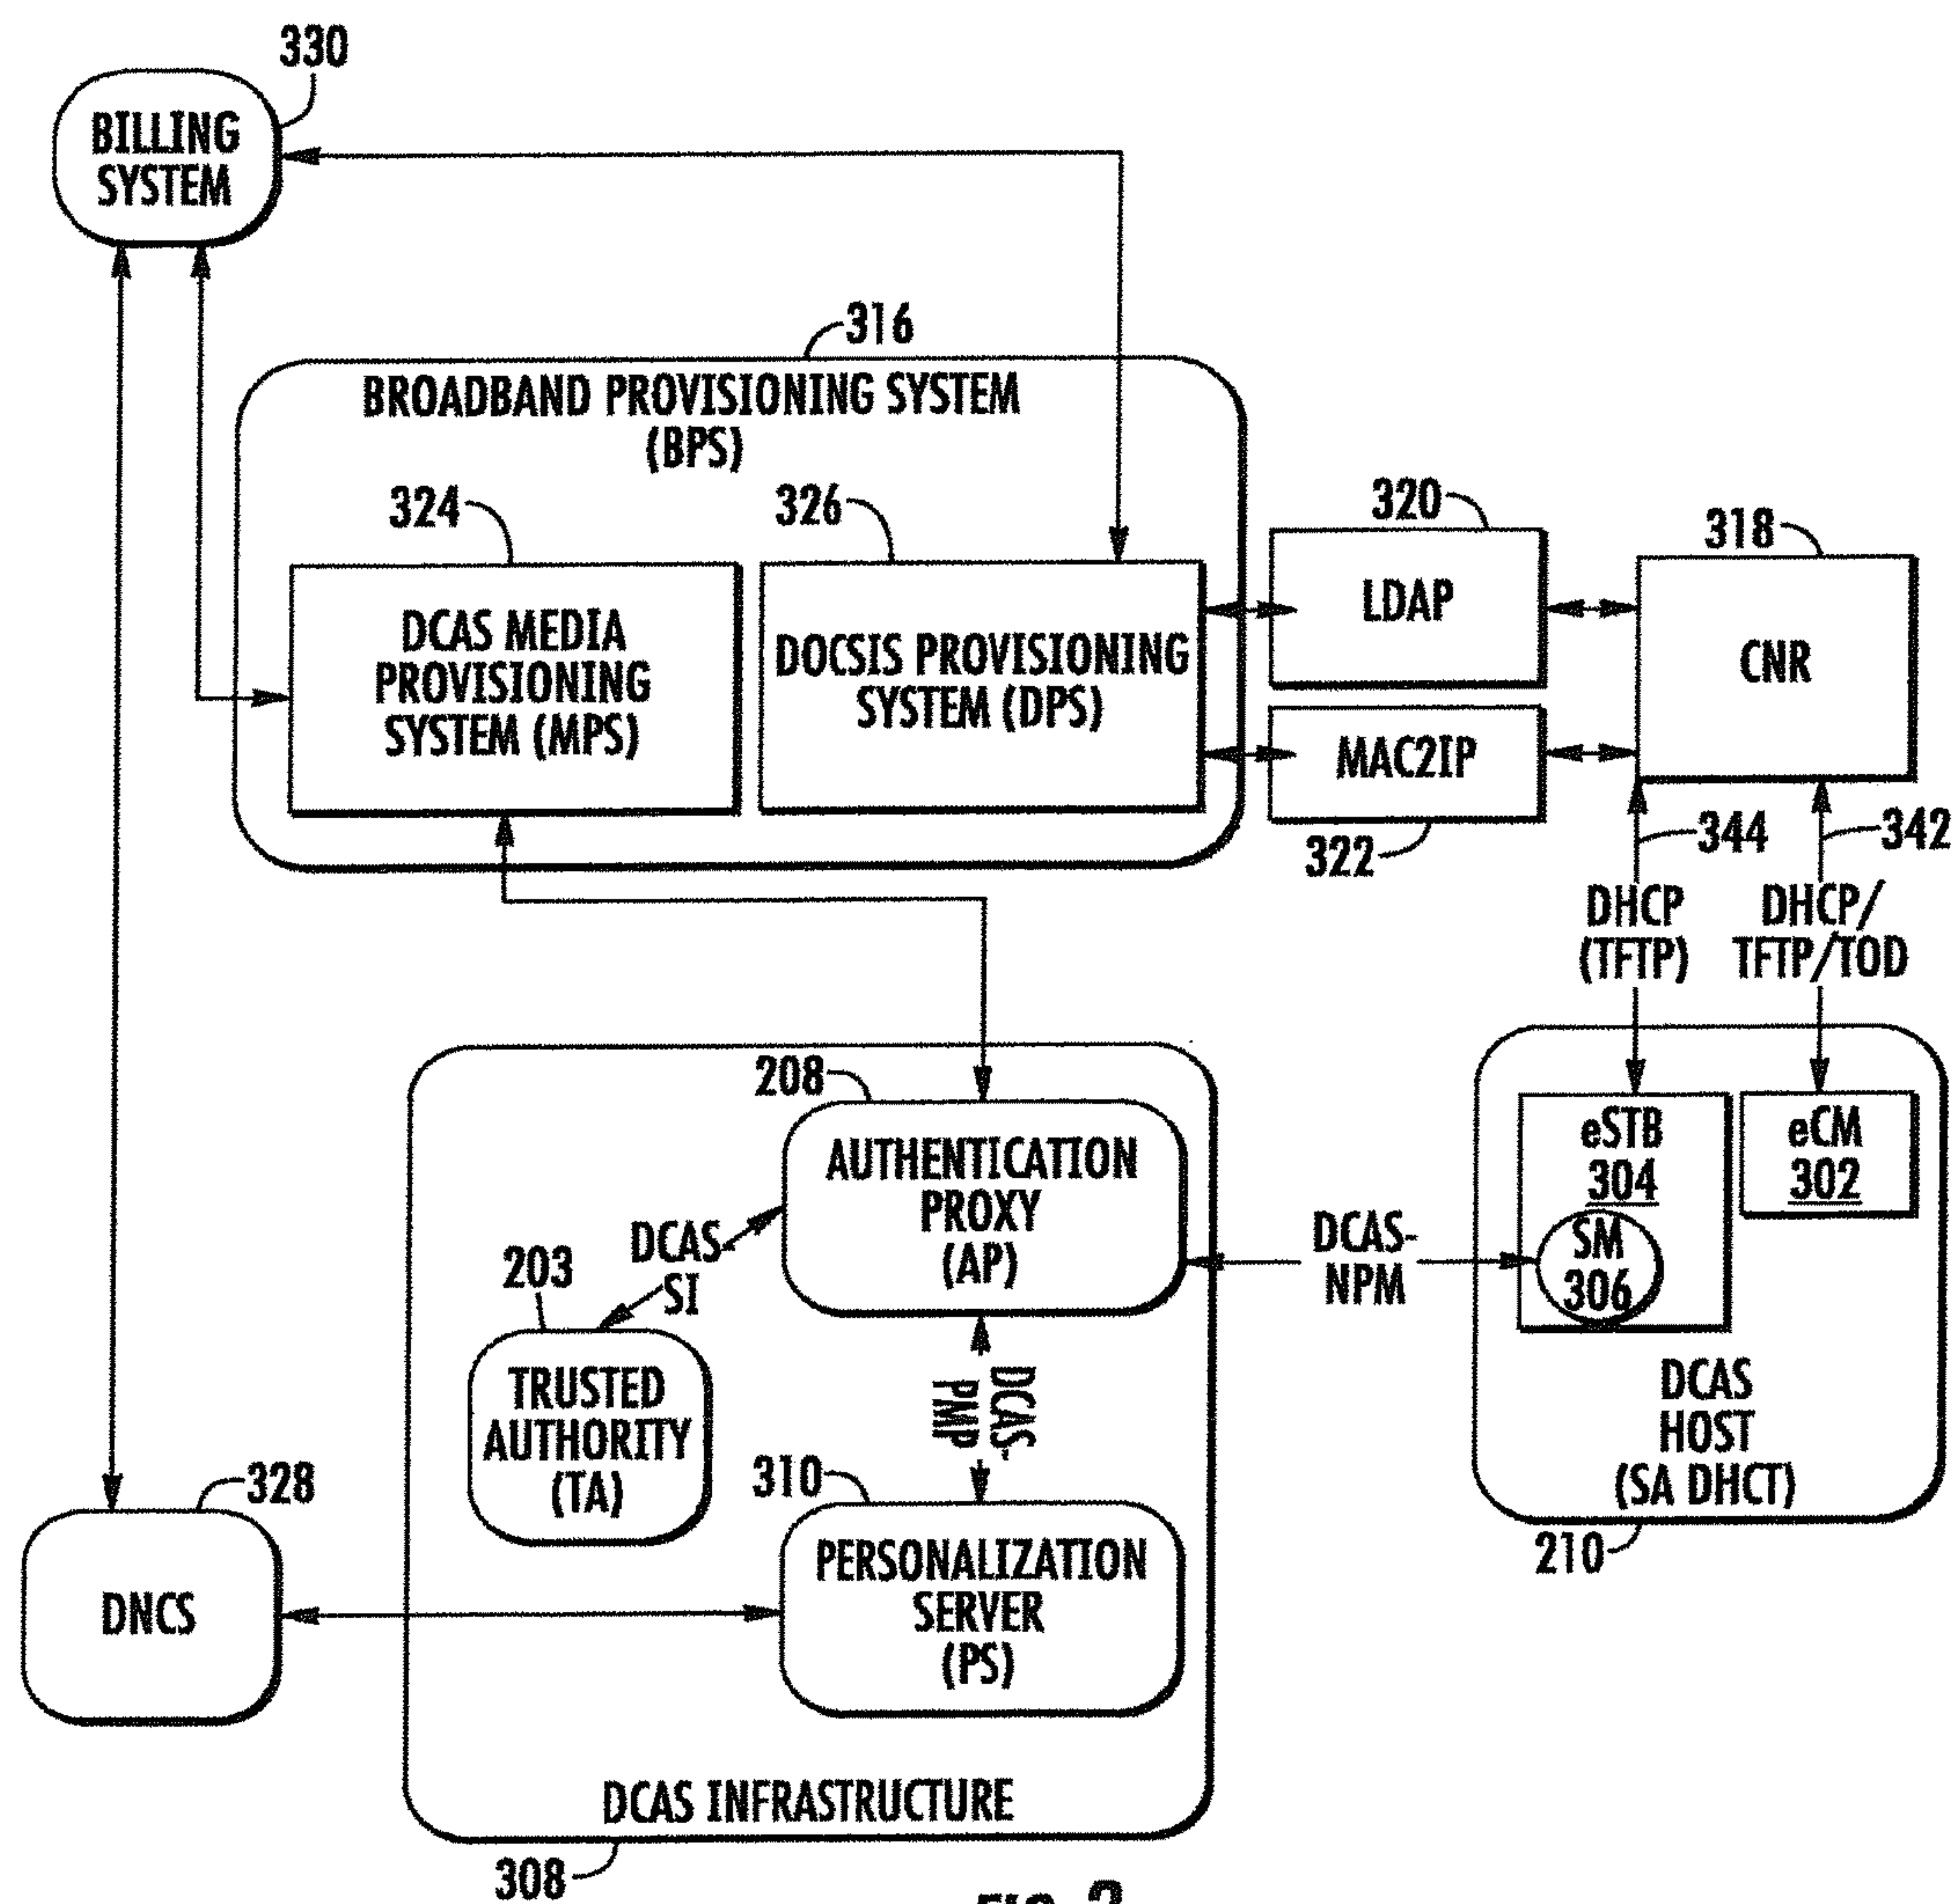 330
BILLING
SYSTEM
316
BROADBAND PROVISIONING SYSTEM
(BPS)
324
326
320
318
DCAS MEDIA
PROVISIONING
SYSTEM (MPS)
DOCSIS PROVISIONING
SYSTEM (DPS)
LDAP
CNR
MAC2IP
322
344
342
DHCP
(TFTP)
DHCP/
TFTP/TOD
208
AUTHENTICATION
PROXY
(AP)
eSTB
304
eCM
302
SM
306
DCAS-
SI
DCAS-
NPM
203
TRUSTED
AUTHORITY
(TA)
DCAS-
PMP
DCAS
HOST
(SA DHCT)
210
328
310
DNCS
PERSONALIZATION
SERVER
(PS)
DCAS INFRASTRUCTURE
308